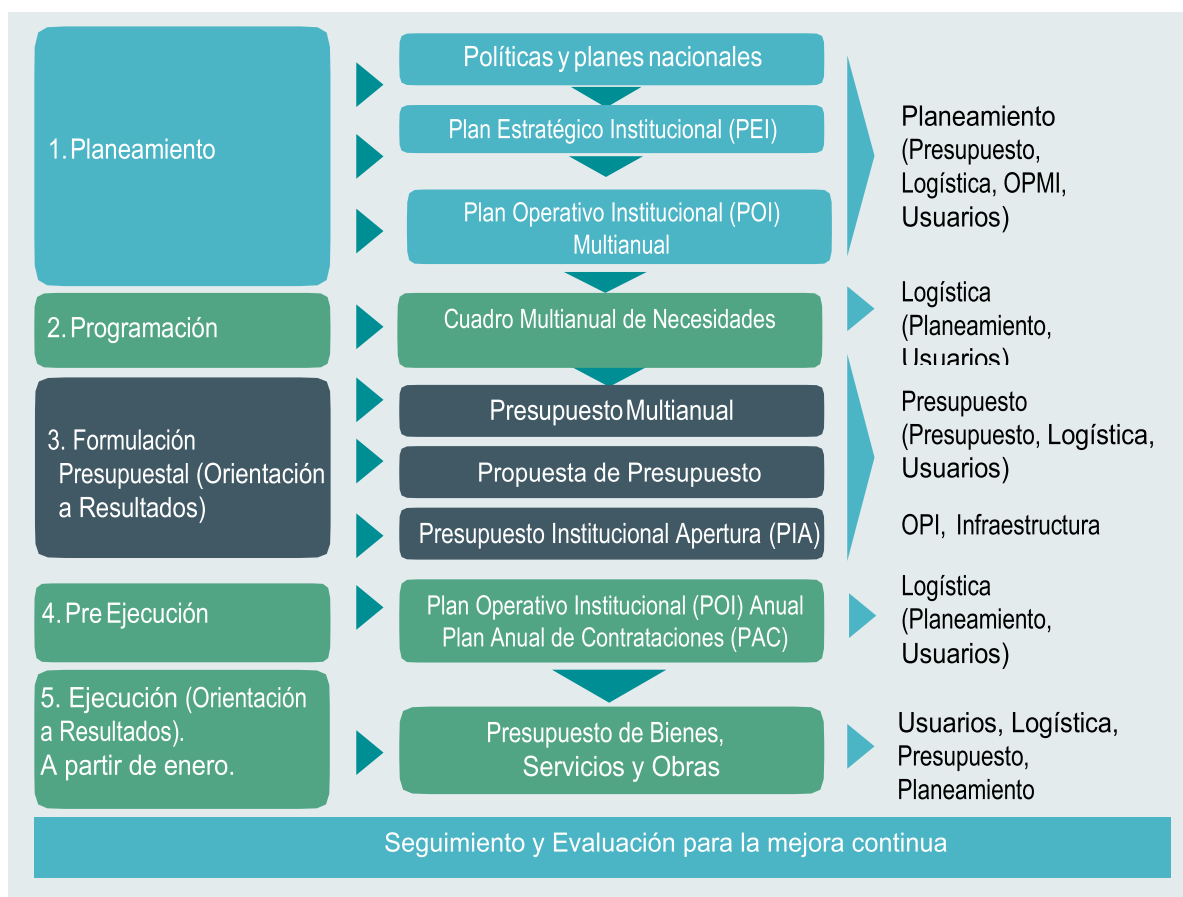 1. Planeamiento
Políticas y planes nacionales
Plan Estratégico Institucional (PEI)
Plan Operativo Institucional (POI)
Multianual
Planeamiento
(Presupuesto,
Logística, OPMI,
Usuarios)
2. Programación
Cuadro Multianual de Necesidades
Logística
(Planeamiento,
Usuarios)
3. Formulación
Presupuestal (Orientación
a Resultados)
Presupuesto Multianual
Propuesta de Presupuesto
Presupuesto Institucional Apertura (PIA)
Presupuesto
(Presupuesto, Logística,
Usuarios)
OPI, Infraestructura
4. Pre Ejecución
Plan Operativo Institucional (POI) Anual
Plan Anual de Contrataciones (PAC)
Logística
(Planeamiento,
Usuarios)
5. Ejecución (Orientación
a Resultados).
A partir de enero.
Presupuesto de Bienes,
Servicios y Obras
Usuarios, Logística,
Presupuesto,
Planeamiento
Seguimiento y Evaluación para la mejora continua